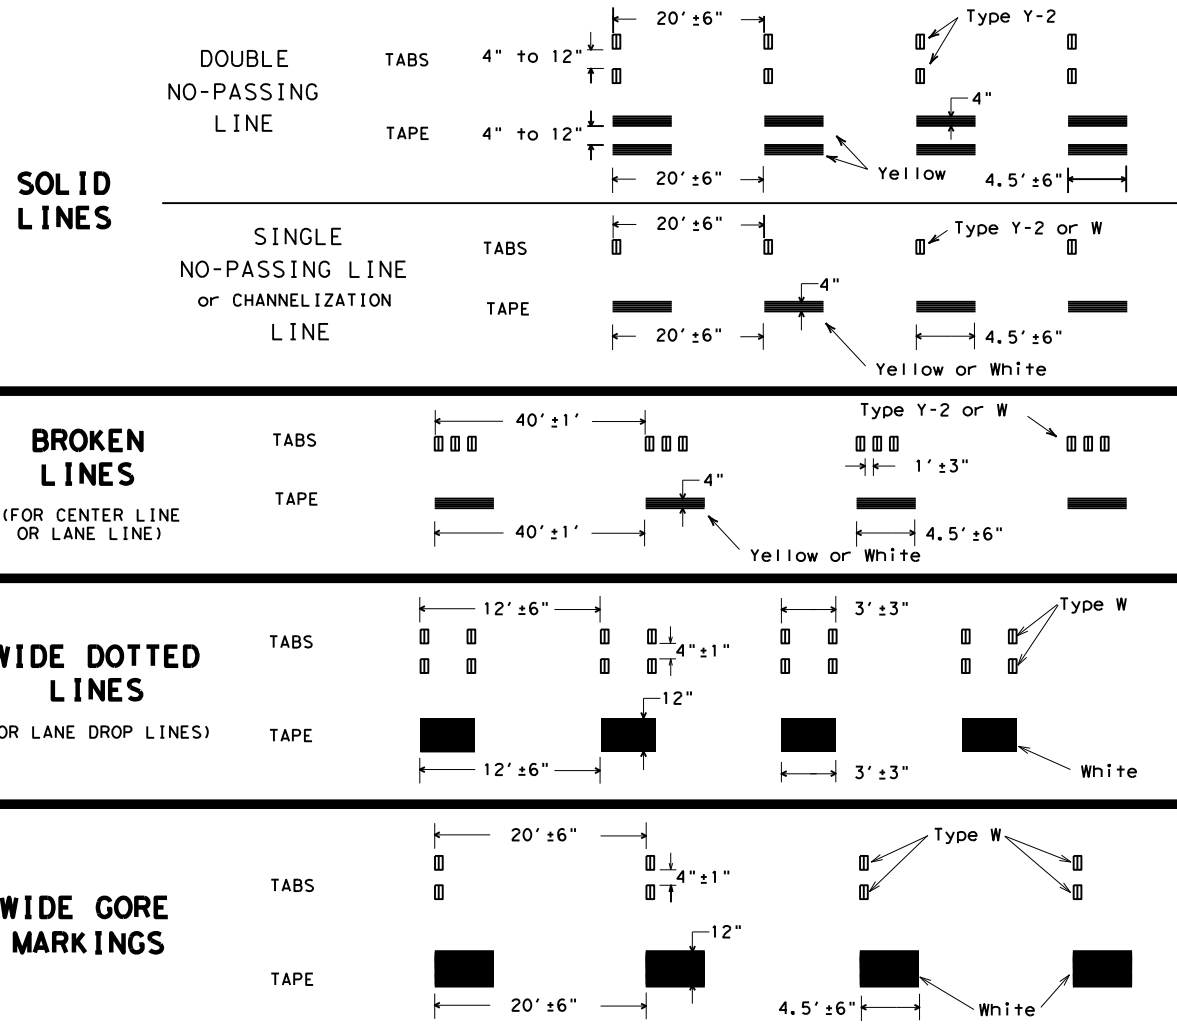 SOLID
LINES
DOUBLE
NO-PASSING
LINE
TABS
4" to 12"
20'±6"
Type Y-2
TAPE
4" to 12"
4"
Yellow
20'±6"
4.5'±6"
SINGLE
NO-PASSING LINE
or CHANNELIZATION
LINE
TABS
20'±6"
Type Y-2 or W
TAPE
4"
20'±6"
4.5'±6"
Yellow or White
BROKEN
LINES
(FOR CENTER LINE
OR LANE LINE)
TABS
40'±1'
Type Y-2 or W
1'±3"
TAPE
4"
40'±1'
4.5'±6"
Yellow or White
WIDE DOTTED
LINES
OR LANE DROP LINES)
TABS
12'±6"
3'±3"
Type W
4"±1"
TAPE
12"
12'±6"
3'±3"
White
WIDE GORE
MARKINGS
TABS
20'±6"
Type W
4"±1"
TAPE
12"
20'±6"
4.5'±6"
White